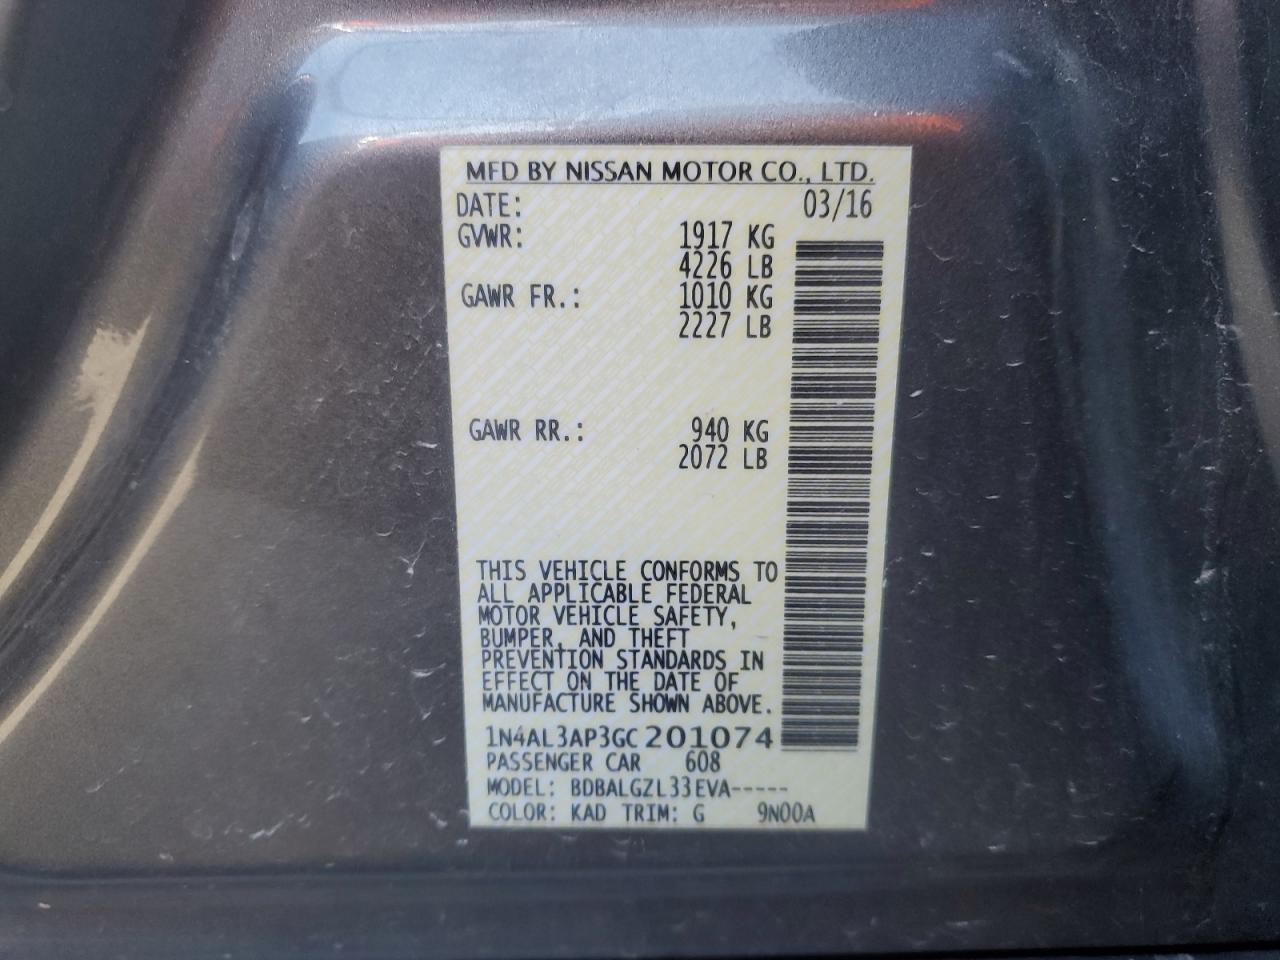 MFD BY NISSAN MOTOR CO., LTD.
DATE: 03/16
GVWR: 1917 KG
4226 LB
GAWR FR.: 1010 KG
2227 LB
GAWR RR.: 940 KG
2072 LB
THIS VEHICLE CONFORMS TO
ALL APPLICABLE FEDERAL
MOTOR VEHICLE SAFETY,
BUMPER, AND THEFT
PREVENTION STANDARDS IN
EFFECT ON THE DATE OF
MANUFACTURE SHOWN ABOVE.
1N4AL3AP3GC201074
PASSENGER CAR 608
MODEL: BDBALGZL33EVA-----
COLOR: KAD TRIM: G 9N00A